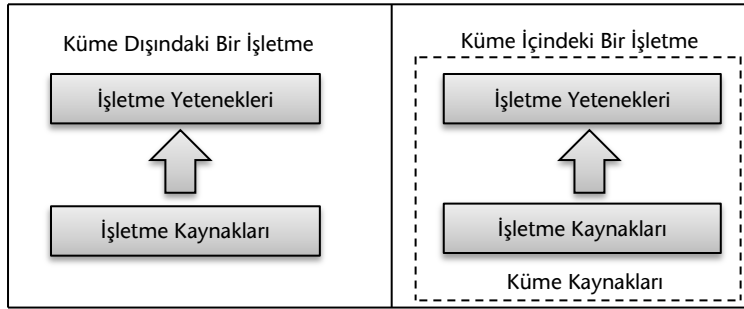 Küme Dışındaki Bir İşletme
İşletme Yetenekleri
İşletme Kaynakları
Küme İçindeki Bir İşletme
İşletme Yetenekleri
İşletme Kaynakları
Küme Kaynakları